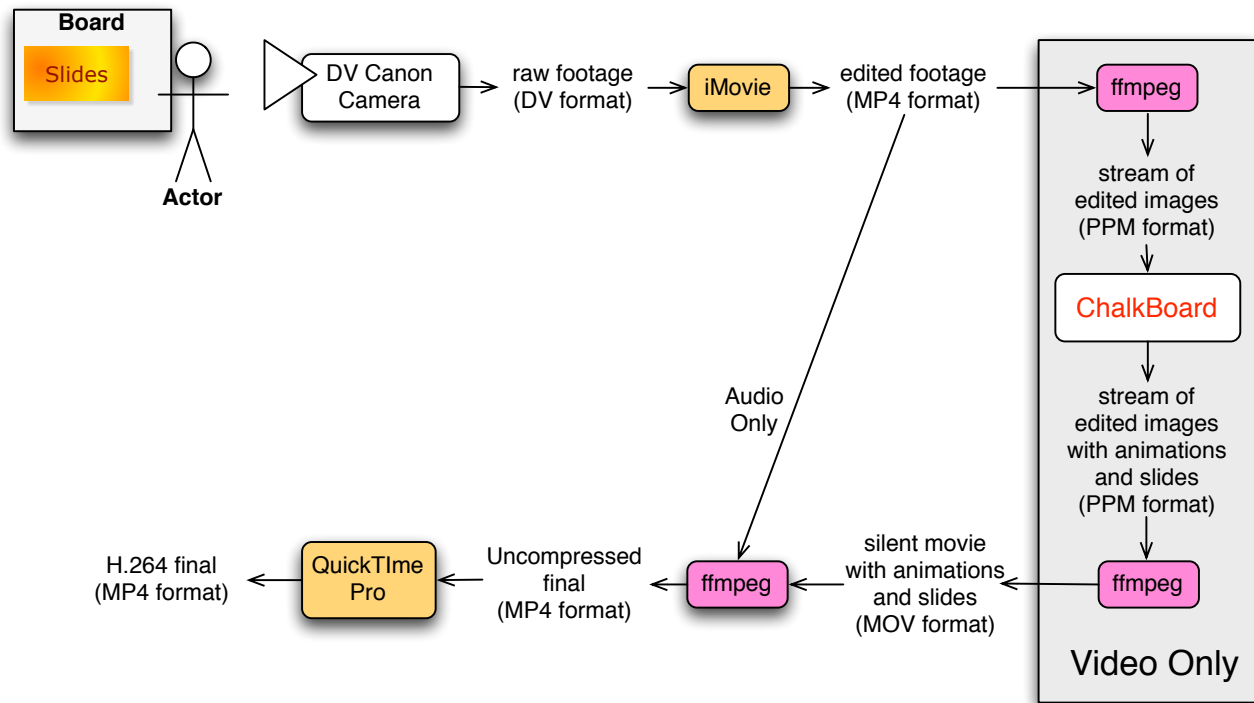 Board
Slides
Actor
DV Canon
Camera
raw footage
(DV format)
iMovie
edited footage
(MP4 format)
ffmpeg
stream of
edited images
(PPM format)
ChalkBoard
stream of
edited images
with animations
and slides
(PPM format)
ffmpeg
Video Only
Audio
Only
silent movie
with animations
and slides
(MOV format)
ffmpeg
Uncompressed
final
(MP4 format)
QuickTIme
Pro
H.264 final
(MP4 format)